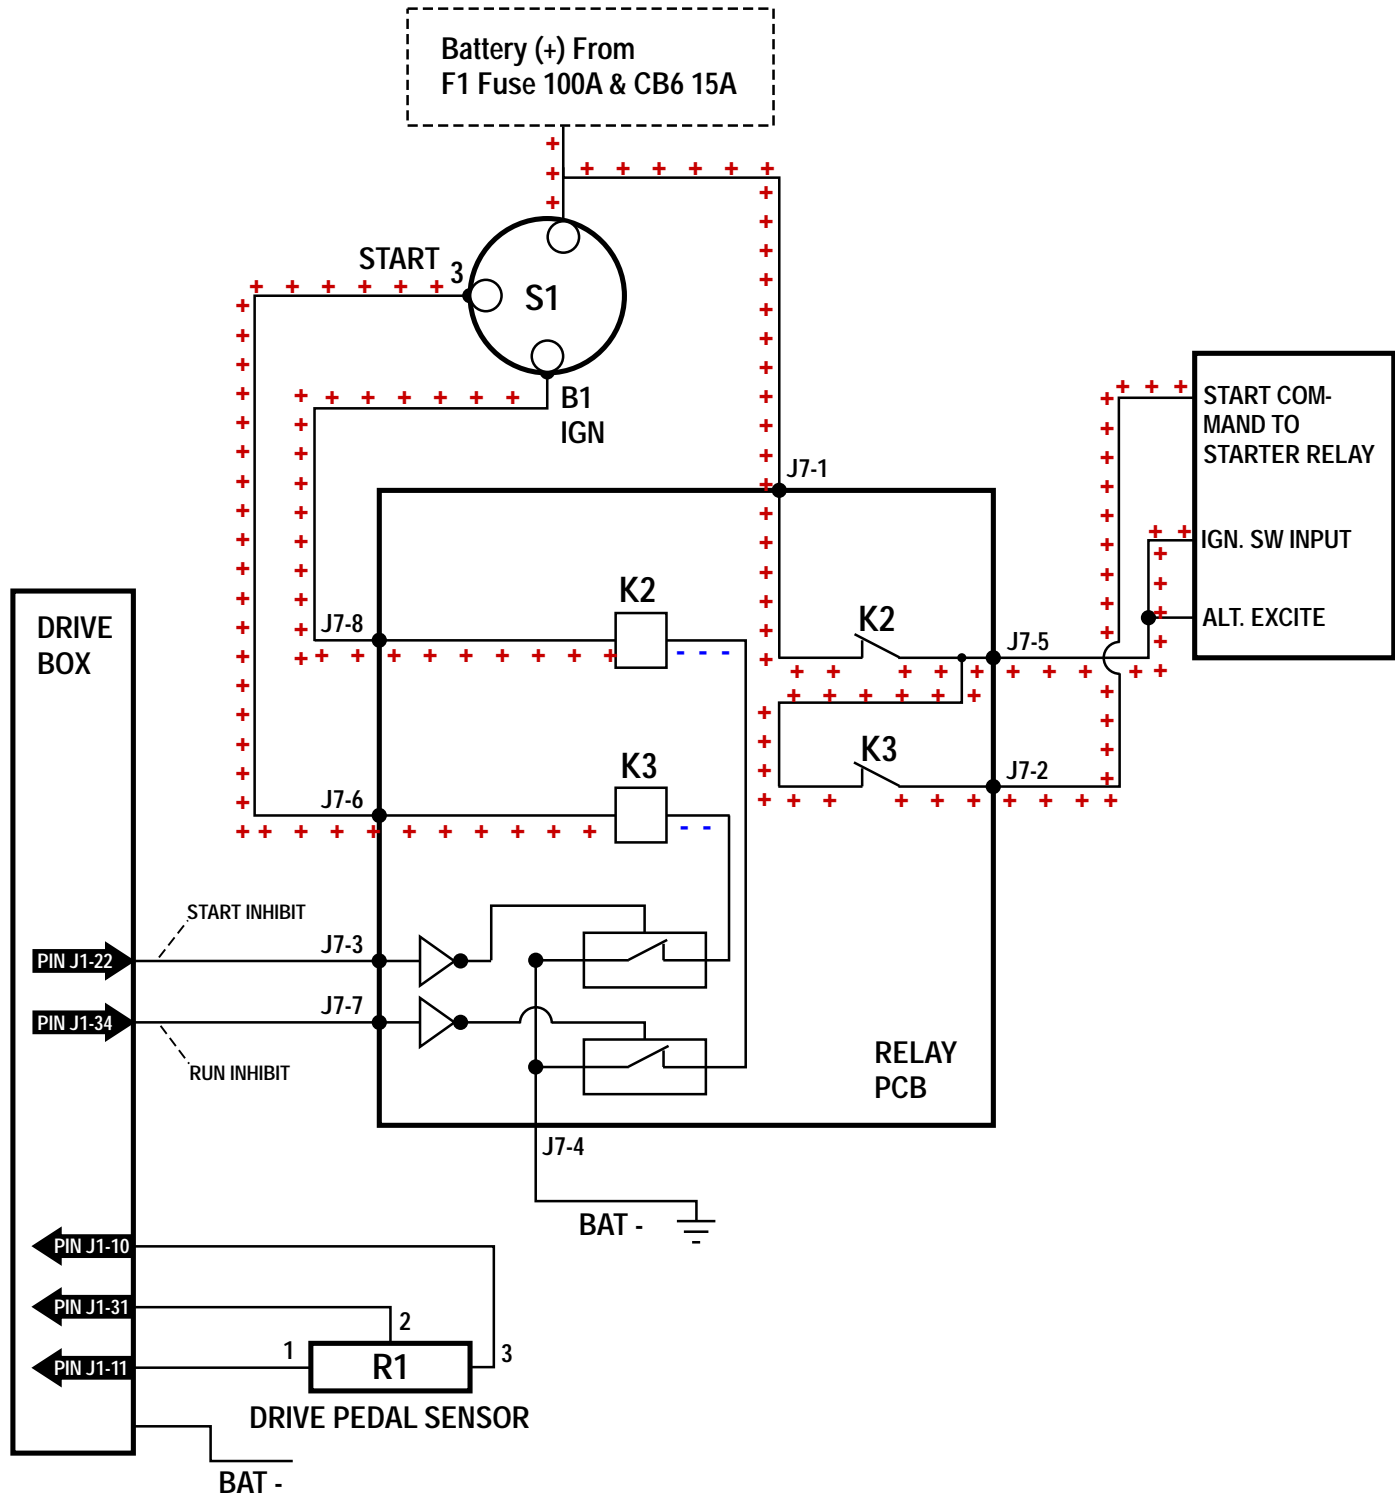 Battery (+) From
F1 Fuse 100A & CB6 15A
START 3
S1
B1
IGN
START COM-
MAND TO
STARTER RELAY
J7-1
IGN. SW INPUT
K2
K2
DRIVE
BOX
J7-8
ALT. EXCITE
J7-5
K3
K3
J7-6
J7-2
START INHIBIT
J7-3
PIN J1-22
J7-7
PIN J1-34
RUN INHIBIT
RELAY
PCB
J7-4
BAT -
PIN J1-10
PIN J1-31
2
1
3
PIN J1-11
R1
DRIVE PEDAL SENSOR
BAT -